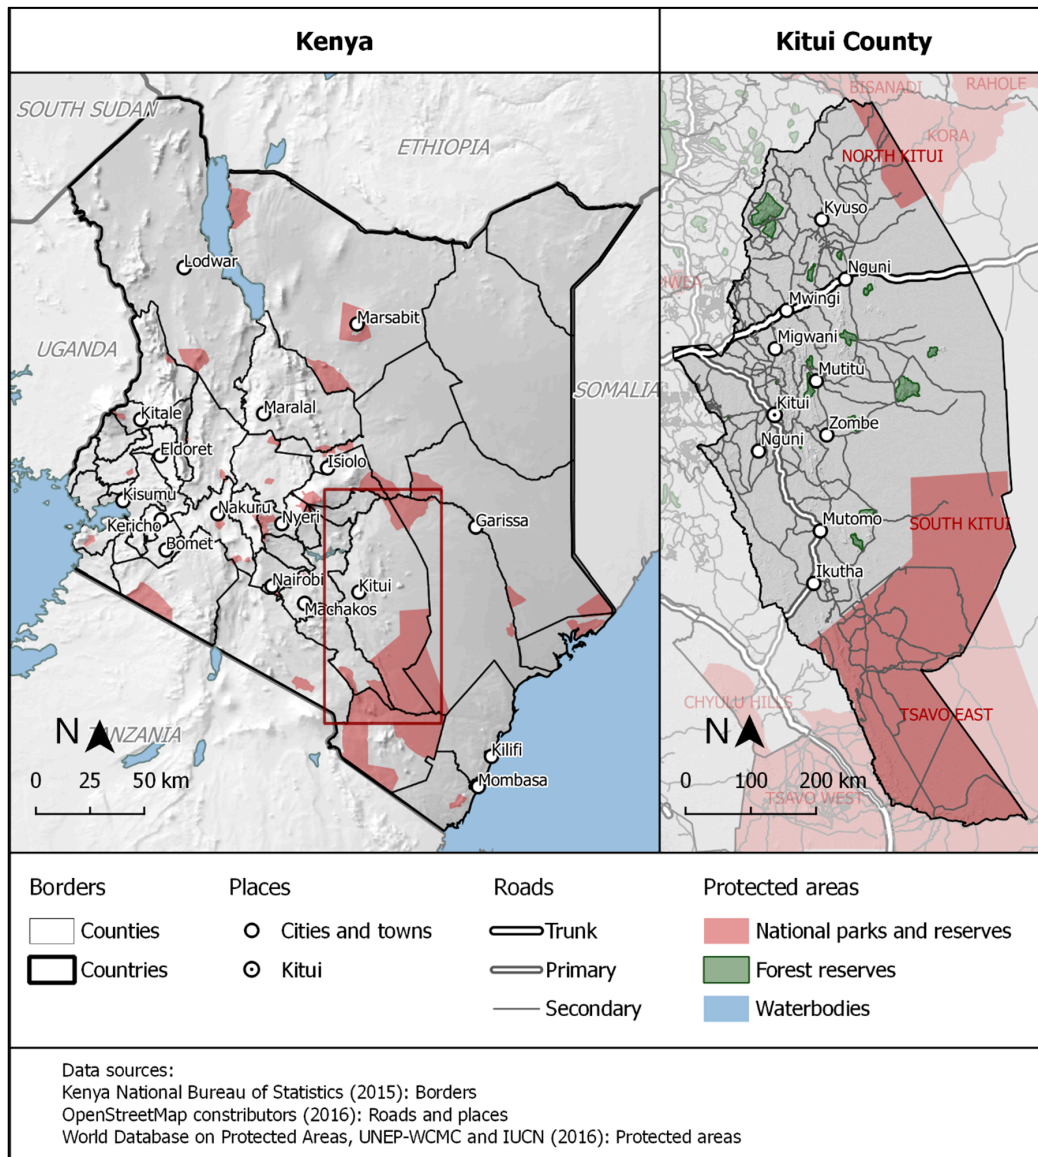 Kenya
Kitui County
SOUTH SUDAN
ETHIOPIA
UGANDA
SOMALIA
TANZANIA
Lodwar
Marsabit
Maralal
Kitale
Eldoret
Isiolo
Kisumu
Nakuru
Nyeri
Kericho
Bomet
Garissa
Nairobi
Kitui
Machakos
Kilifi
Mombasa
N
0 25 50 km
BISANADI
RAHOLE
KORA
NORTH KITUI
Kyuso
Nguni
Mwingi
Migwani
Mutitu
Kitui
Zombe
Nguni
SOUTH KITUI
Mutomo
Ikutha
CHYULU HILLS
TSAVO EAST
TSAVO WEST
N
0 100 200 km
Borders
Counties
Countries
Places
Cities and towns
Kitui
Roads
Trunk
Primary
Secondary
Protected areas
National parks and reserves
Forest reserves
Waterbodies
Data sources:
Kenya National Bureau of Statistics (2015): Borders
OpenStreetMap contributors (2016): Roads and places
World Database on Protected Areas, UNEP-WCMC and IUCN (2016): Protected areas